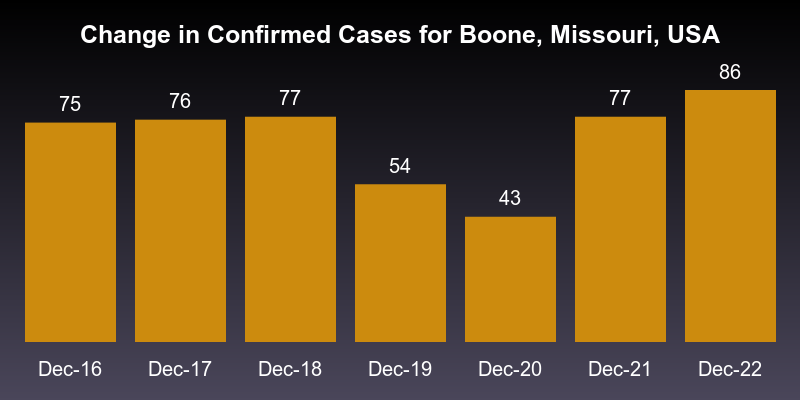 Change in Confirmed Cases for Boone, Missouri, USA
75
76
77
54
43
77
86
Dec-16
Dec-17
Dec-18
Dec-19
Dec-20
Dec-21
Dec-22